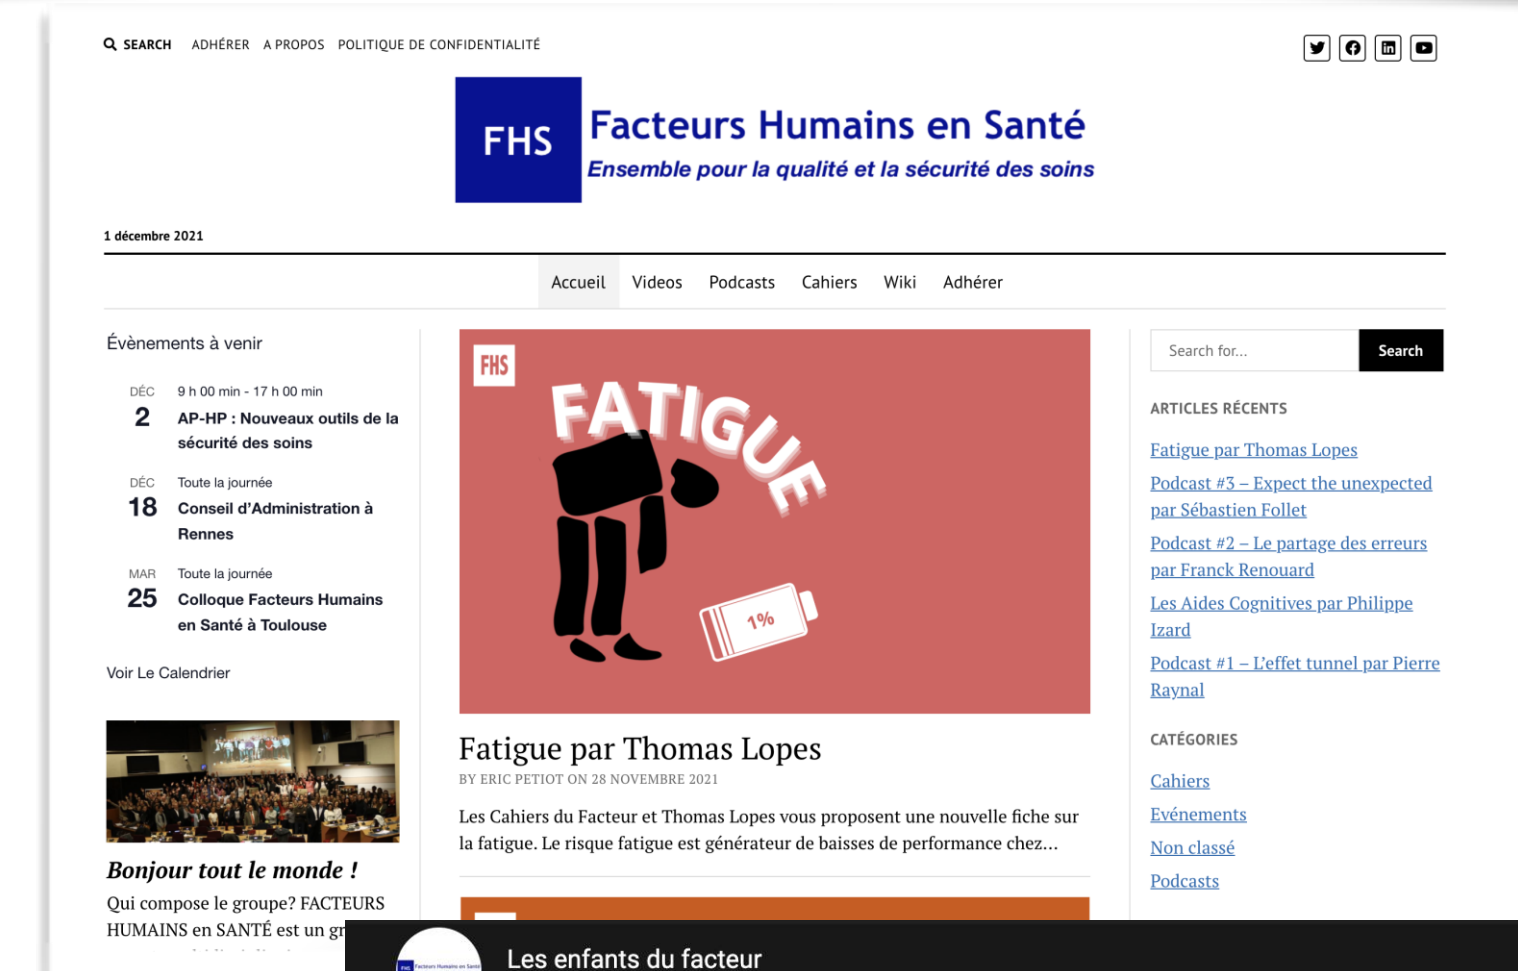 SEARCH ADHÉRER A PROPOS POLITIQUE DE CONFIDENTIALITÉ
FHS
Facteurs Humains en Santé
Ensemble pour la qualité et la sécurité des soins
1 décembre 2021
Accueil Videos Podcasts Cahiers Wiki Adhérer
Évènements à venir
DÉC
2
9 h 00 min - 17 h 00 min
AP-HP : Nouveaux outils de la
sécurité des soins
DÉC
18
Toute la journée
Conseil d'Administration à
Rennes
MAR
25
Toute la journée
Colloque Facteurs Humains
en Santé à Toulouse
Voir Le Calendrier
Bonjour tout le monde !
Qui compose le groupe? FACTEURS
HUMAINS en SANTÉ est un gr
FHS
FATIGUE
1%
Fatigue par Thomas Lopes
BY ERIC PETIOT ON 28 NOVEMBRE 2021
Les Cahiers du Facteur et Thomas Lopes vous proposent une nouvelle fiche sur
la fatigue. Le risque fatigue est générateur de baisses de performance chez…
Search for...
Search
ARTICLES RÉCENTS
Fatigue par Thomas Lopes
Podcast #3 – Expect the unexpected
par Sébastien Follet
Podcast #2 – Le partage des erreurs
par Franck Renouard
Les Aides Cognitives par Philippe
Izard
Podcast #1 – L'effet tunnel par Pierre
Raynal
CATÉGORIES
Cahiers
Evénements
Non classé
Podcasts
FHS Facteurs Humains en Santé
Les enfants du facteur